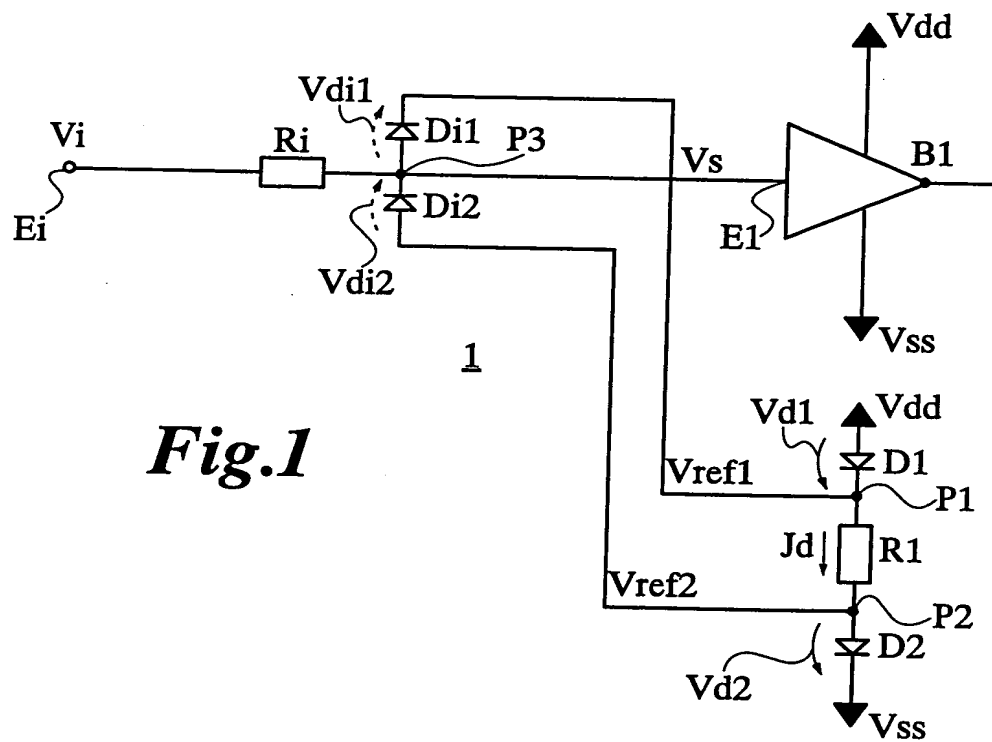 Vdd
Vdi1
Vi
Ri
Di1
P3
Vs
B1
Ei
Di2
E1
Vdi2
Vss
1
Vd1
Vdd
Fig.1
D1
Vref1
P1
Jd
R1
Vref2
P2
D2
Vd2
Vss